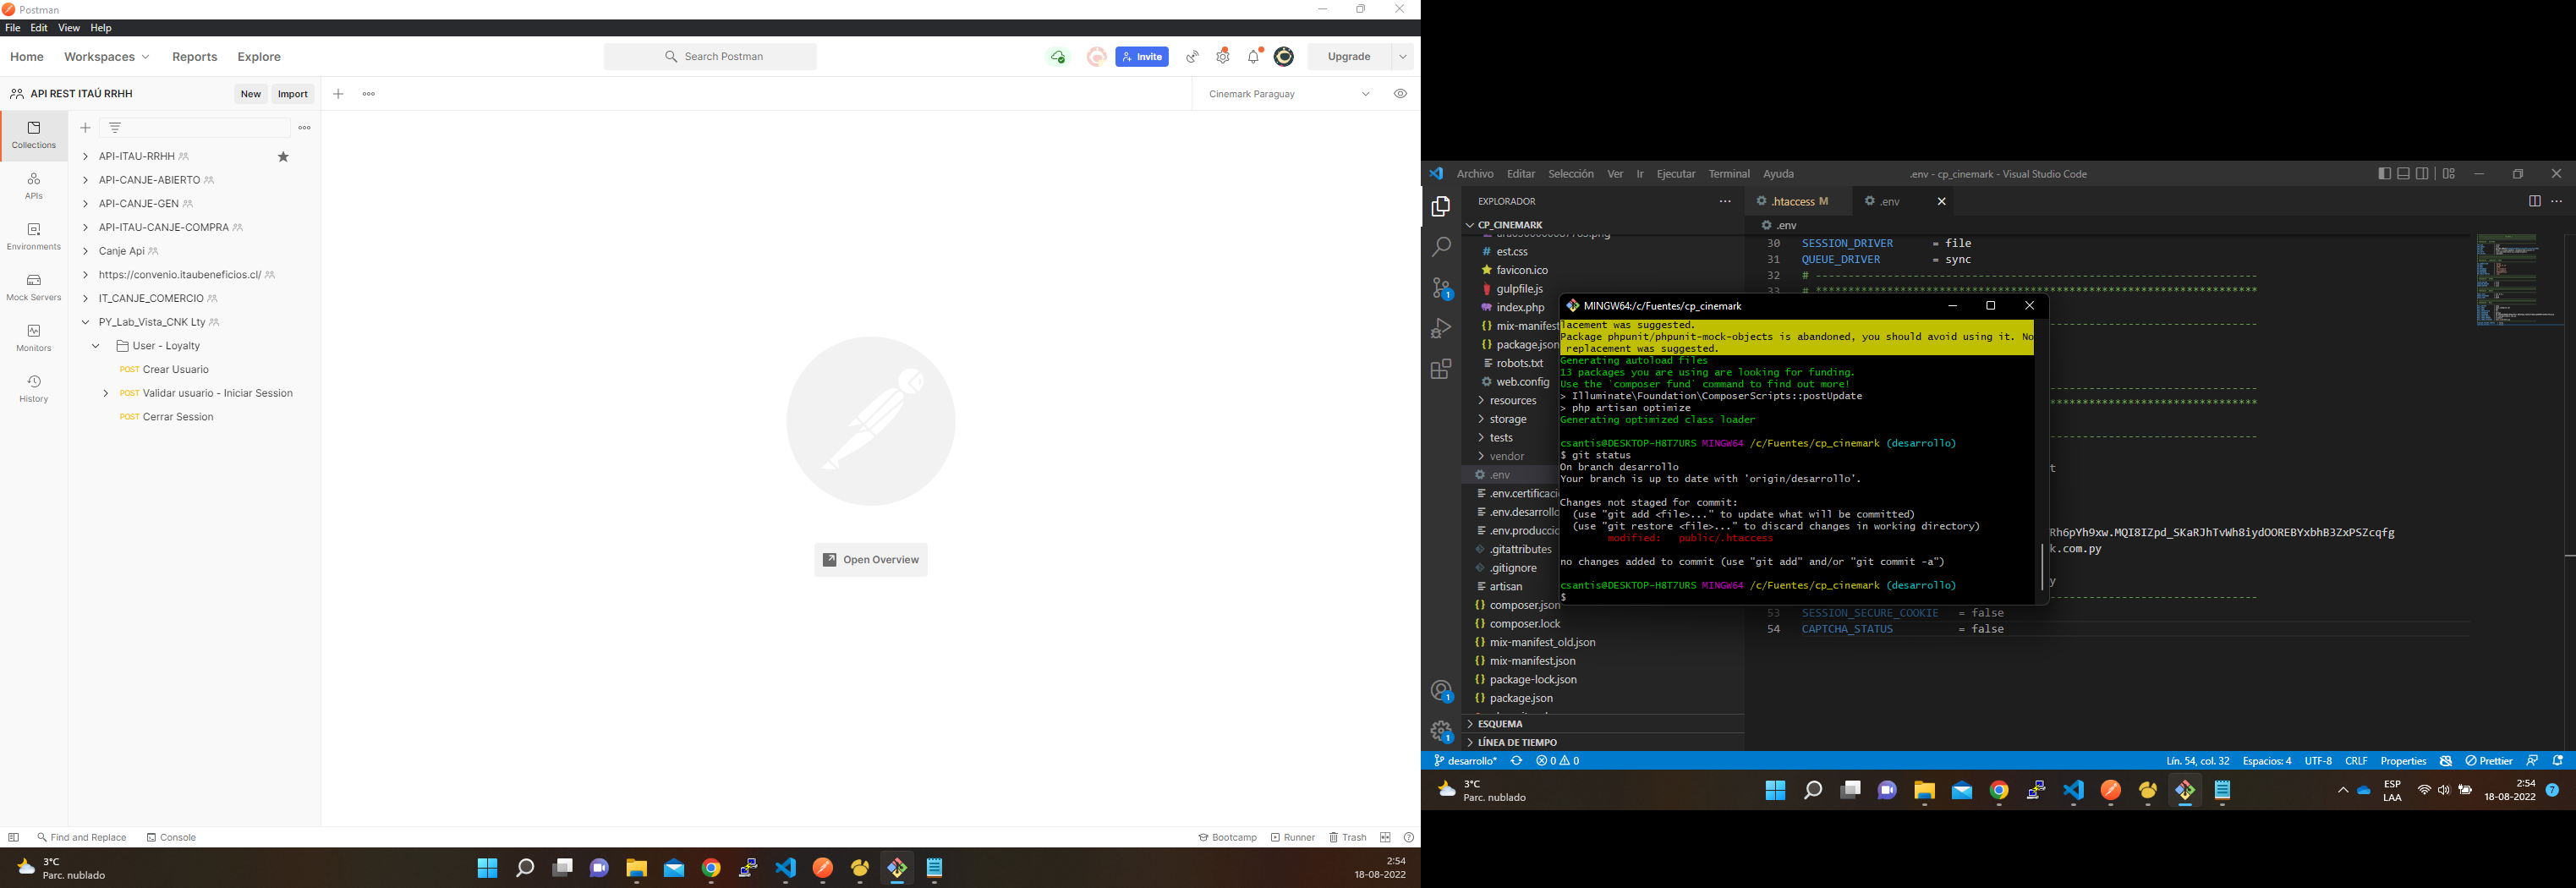 Postman
File Edit View Help
Home Workspaces Reports Explore
Search Postman
Invite
Upgrade
API REST ITAÚ RRHH
New Import
Cinemark Paraguay
Collections
APIs
Environments
Mock Servers
Monitors
History
API-ITAU-RRHH
API-CANJE-ABIERTO
API-CANJE-GEN
API-ITAU-CANJE-COMPRA
Canje Api
https://convenio.itaubeneficios.cl/
IT_CANJE_COMERCIO
PY_Lab_Vista_CNK Lty
User - Loyalty
POST Crear Usuario
POST Validar usuario - Iniciar Session
POST Cerrar Session
Open Overview
Find and Replace Console
Bootcamp Runner Trash
3°C
Parc. nublado
2:54
18-08-2022
Archivo Editar Selección Ver Ir Ejecutar Terminal Ayuda
.env - cp_cinemark - Visual Studio Code
EXPLORADOR
CP_CINEMARK
est.css
favicon.ico
gulpfile.js
index.php
mix-manifest
package.json
robots.txt
web.config
resources
storage
tests
vendor
.env
.env.certificaci
.env.desarrollo
.env.producci
.gitattributes
.gitignore
artisan
composer.json
composer.lock
mix-manifest_old.json
mix-manifest.json
package-lock.json
package.json
ESQUEMA
LÍNEA DE TIEMPO
.htaccess M
.env
.env
30 SESSION_DRIVER = file
31 QUEUE_DRIVER = sync
32 # --------------------------------------------------------------------
33 # ********************************************************************
MINGW64:/c/Fuentes/cp_cinemark
lacement was suggested.
Package phpunit/phpunit-mock-objects is abandoned, you should avoid using it. No
replacement was suggested.
Generating autoload files
13 packages you are using are looking for funding.
Use the `composer fund` command to find out more!
> Illuminate\Foundation\ComposerScripts::postUpdate
> php artisan optimize
Generating optimized class loader
csantis@DESKTOP-H8T7URS MINGW64 /c/Fuentes/cp_cinemark (desarrollo)
$ git status
On branch desarrollo
Your branch is up to date with 'origin/desarrollo'.
Changes not staged for commit:
(use "git add <file>..." to update what will be committed)
(use "git restore <file>..." to discard changes in working directory)
modified: public/.htaccess
no changes added to commit (use "git add" and/or "git commit -a")
csantis@DESKTOP-H8T7URS MINGW64 /c/Fuentes/cp_cinemark (desarrollo)
$
t
Rh6pYh9xw.MQI8IZpd_SKaRJhTvWh8iydOOREBYxbhB3ZxPSZcqfg
k.com.py
y
53 SESSION_SECURE_COOKIE = false
54 CAPTCHA_STATUS = false
desarrollo* 0 0
Lín. 54, col. 32 Espacios: 4 UTF-8 CRLF Properties Prettier
3°C
Parc. nublado
ESP
LAA
2:54
18-08-2022
7